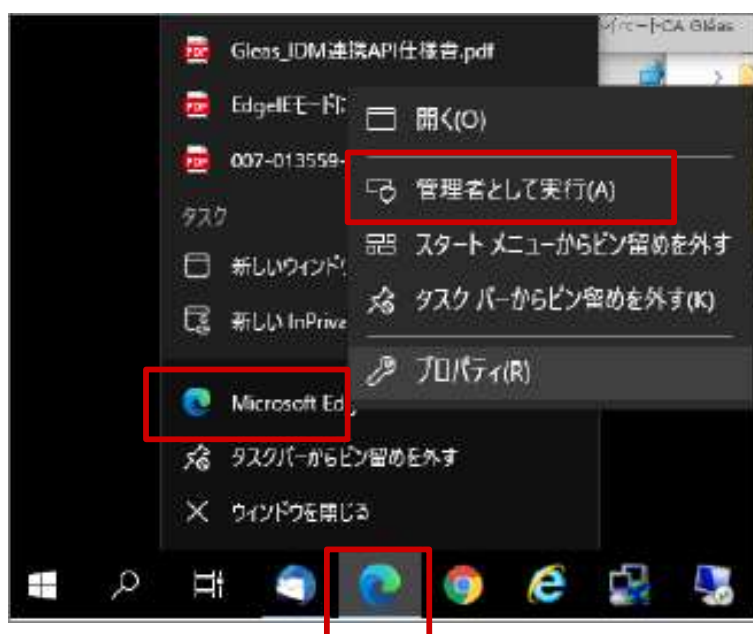 Gleas_IDM連携API仕様書.pdf
EdgeIEモードに
007-013559-
タスク
新しいウィンドウ
新しい InPriva
Microsoft Edg
タスクバーからピン留めを外す
ウィンドウを閉じる
開く(O)
管理者として実行(A)
スタート メニューからピン留めを外す
タスク バーからピン留めを外す(K)
プロパティ(R)
ベートCA Gléas